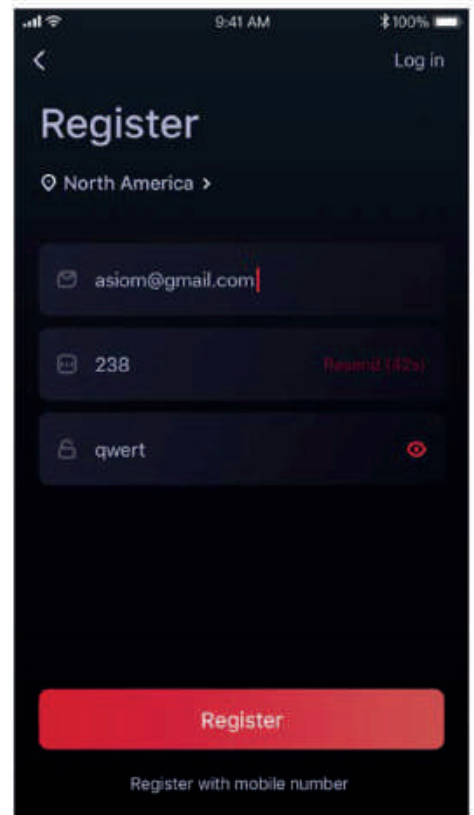 9:41 AM 100%
Log in
Register
North America >
asiom@gmail.com
238 Resend (42s)
qwert
Register
Register with mobile number